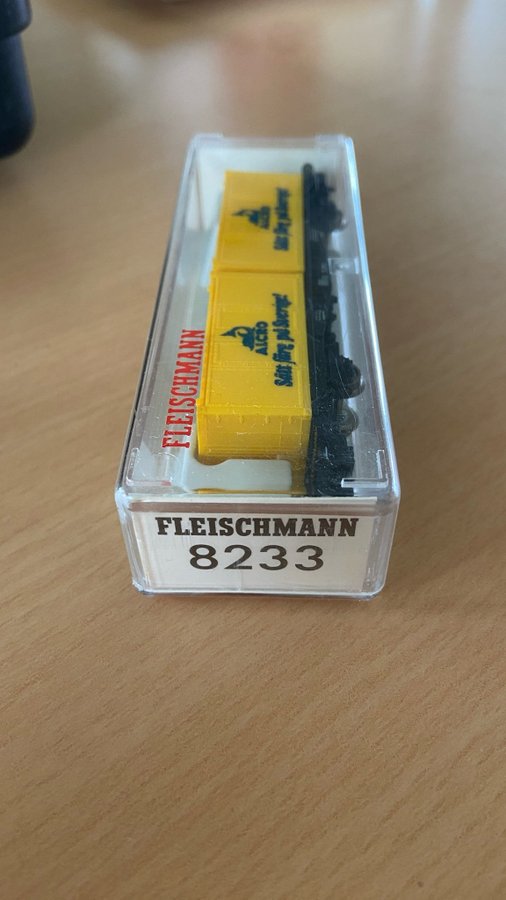 FLEISCHMANN
ALCRO
Sätt färg på Sverige!
ALCRO
Sätt färg på Sverige!
FLEISCHMANN
8233